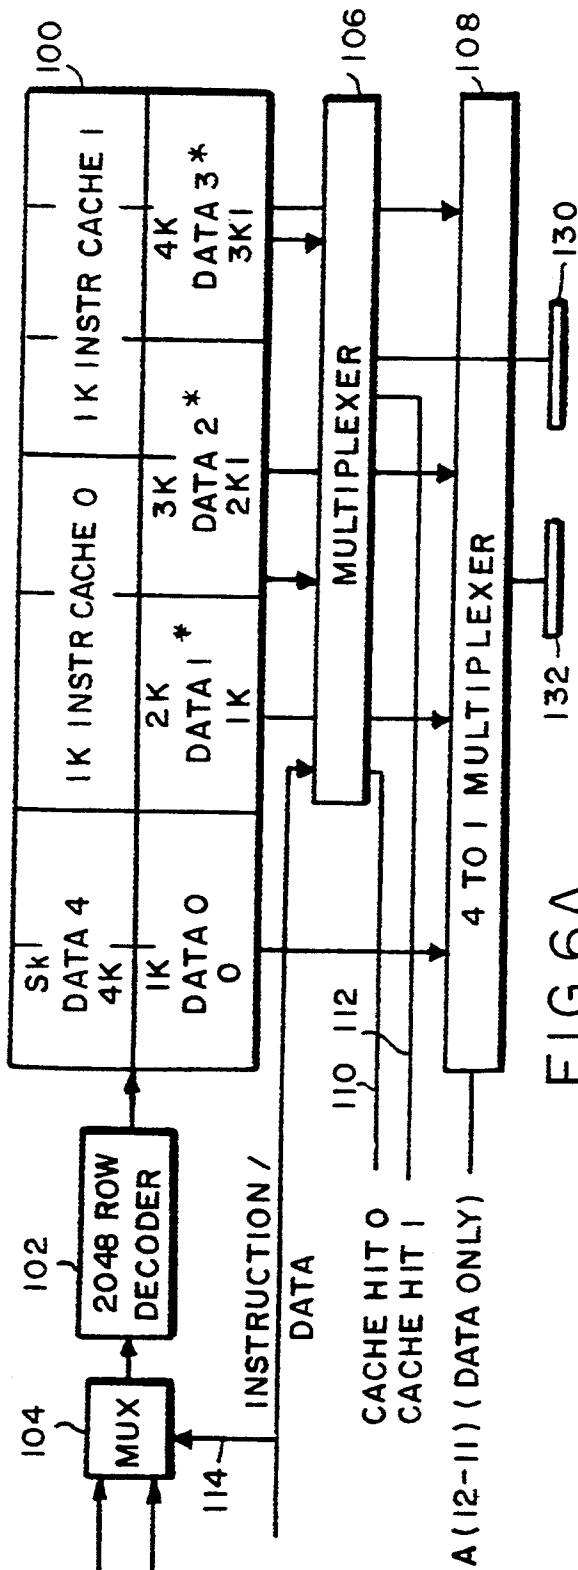 100
Sk
DATA 4
4K
1K INSTR CACHE 0
1K INSTR CACHE 1
1K
DATA 0
0
2K
DATA 1*
1K
3K
DATA 2*
2K1
4K
DATA 3*
3K1
102
2048 ROW
DECODER
104
MUX
114
INSTRUCTION /
DATA
MULTIPLEXER
106
CACHE HIT 0
CACHE HIT 1
110
112
A(12-11)(DATA ONLY)
4 TO 1 MULTIPLEXER
108
132
130
FIG 6A